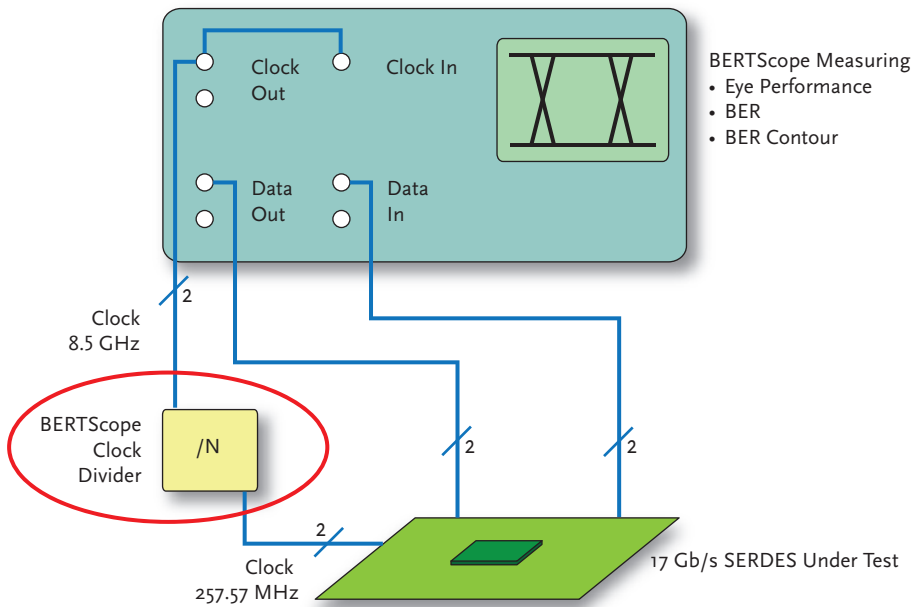 Clock
Out
Clock In
BERTScope Measuring
• Eye Performance
• BER
• BER Contour
Data
Out
Data
In
2
Clock
8.5 GHz
BERTScope
Clock
Divider
/N
2
2
2
Clock
257.57 MHz
17 Gb/s SERDES Under Test